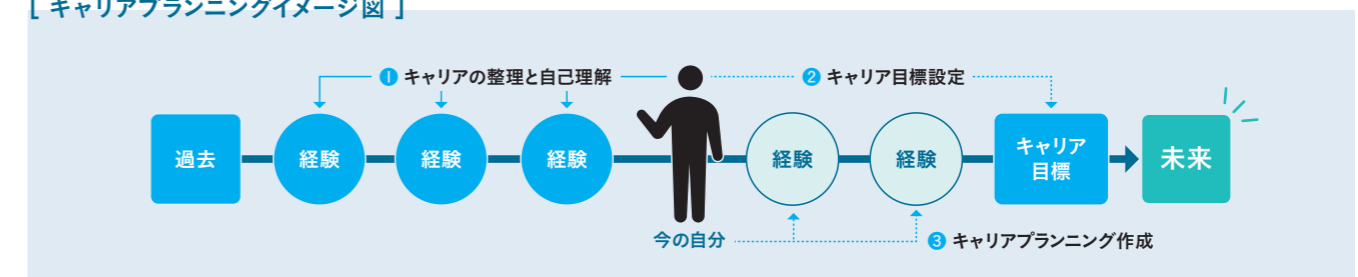 [ キャリアプランニングイメージ図 ]
❶ キャリアの整理と自己理解
❷ キャリア目標設定
過去
経験
経験
経験
経験
経験
キャリア
目標
未来
今の自分
❸ キャリアプランニング作成